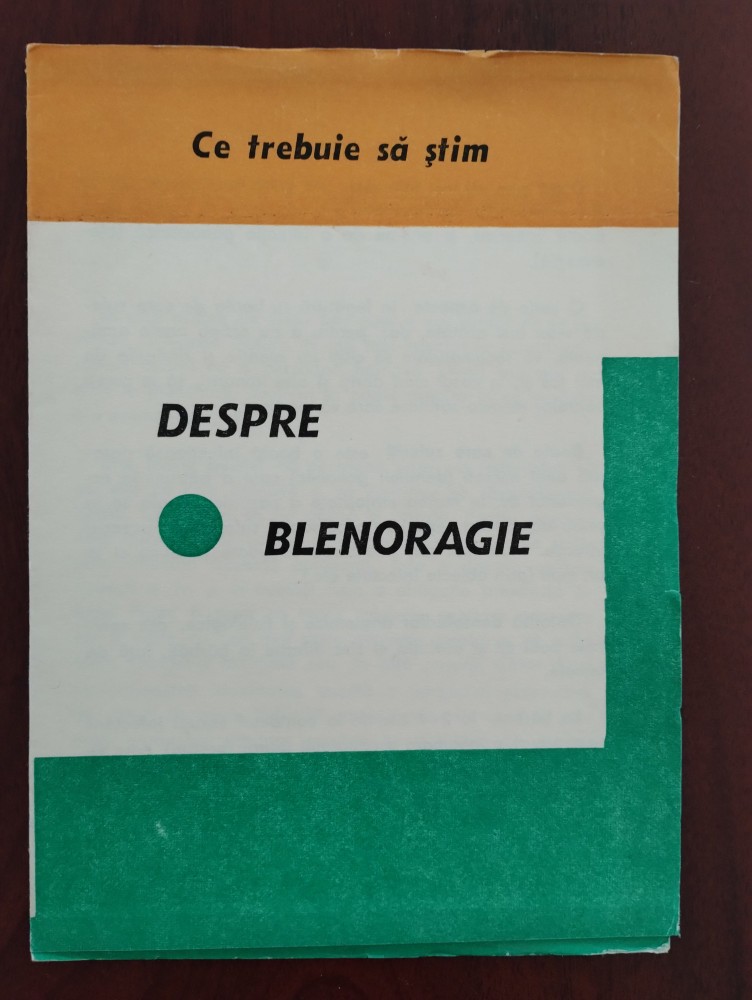 Ce trebuie să ştim
DESPRE
BLENORAGIE